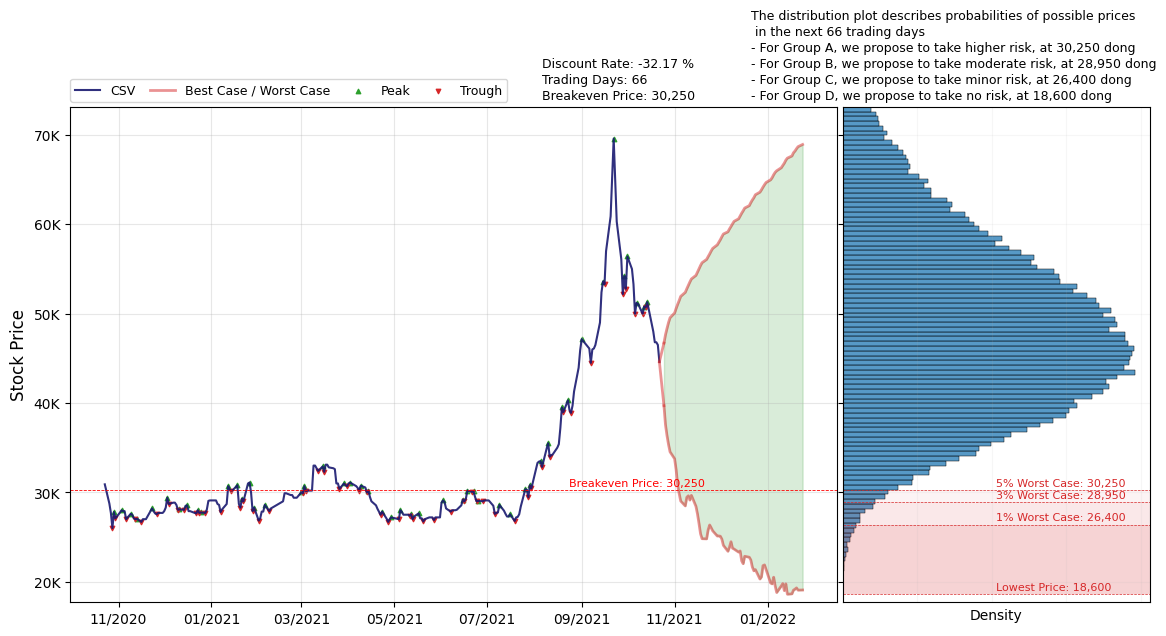 The distribution plot describes probabilities of possible prices
in the next 66 trading days
- For Group A, we propose to take higher risk, at 30,250 dong
- For Group B, we propose to take moderate risk, at 28,950 dong
- For Group C, we propose to take minor risk, at 26,400 dong
- For Group D, we propose to take no risk, at 18,600 dong
Discount Rate: -32.17 %
Trading Days: 66
Breakeven Price: 30,250
CSV
Best Case / Worst Case
Peak
Trough
Stock Price
70K
60K
50K
40K
30K
20K
Breakeven Price: 30,250
5% Worst Case: 30,250
3% Worst Case: 28,950
1% Worst Case: 26,400
Lowest Price: 18,600
11/2020
01/2021
03/2021
05/2021
07/2021
09/2021
11/2021
01/2022
Density